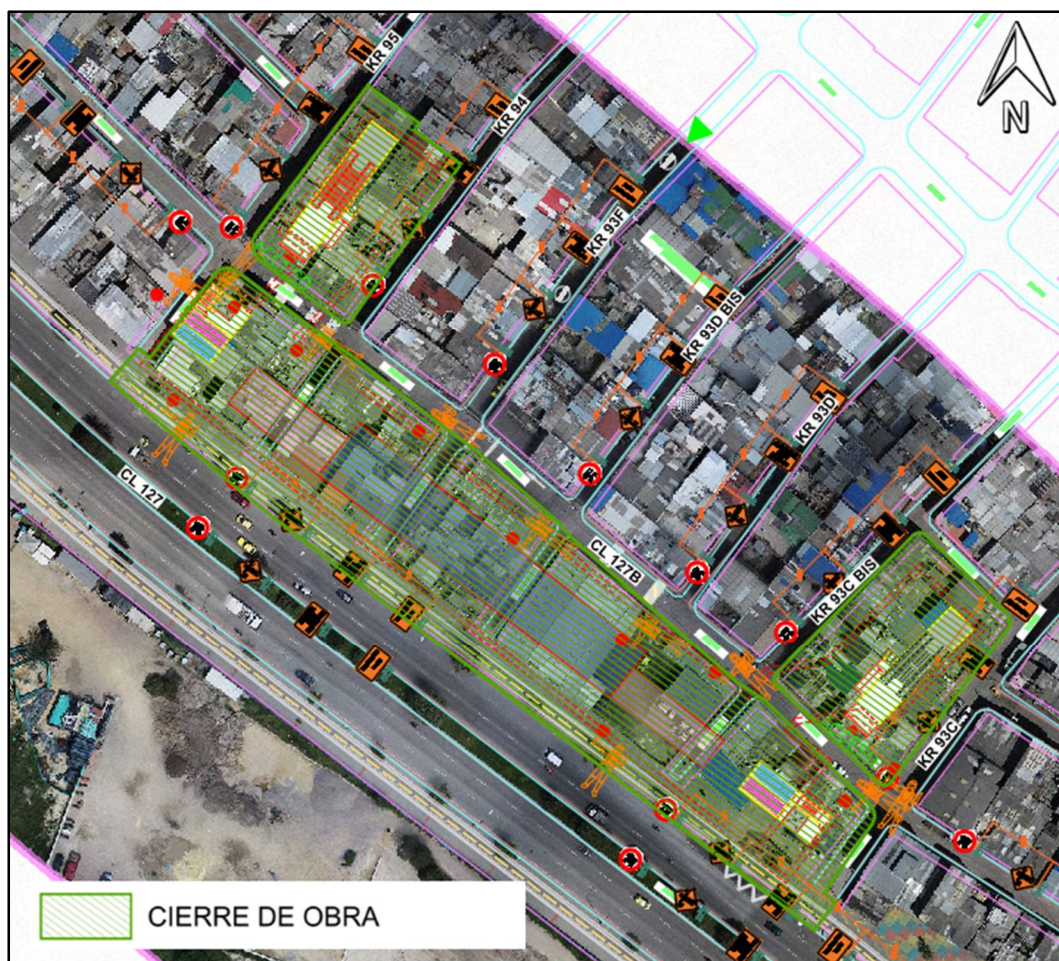 N
KR 95
KR 94
KR 93F
KR 93D BIS
KR 93D
CL 127
CL 127B
KR 93C BIS
KR 93C
CIERRE DE OBRA